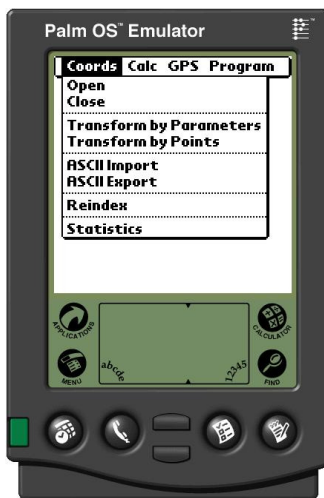 Palm OS™ Emulator
Coords Calc GPS Program
Open
Close
Transform by Parameters
Transform by Points
ASCII Import
ASCII Export
Reindex
Statistics
APPLICATIONS
CALCULATOR
MENU
abcde
12345
FIND